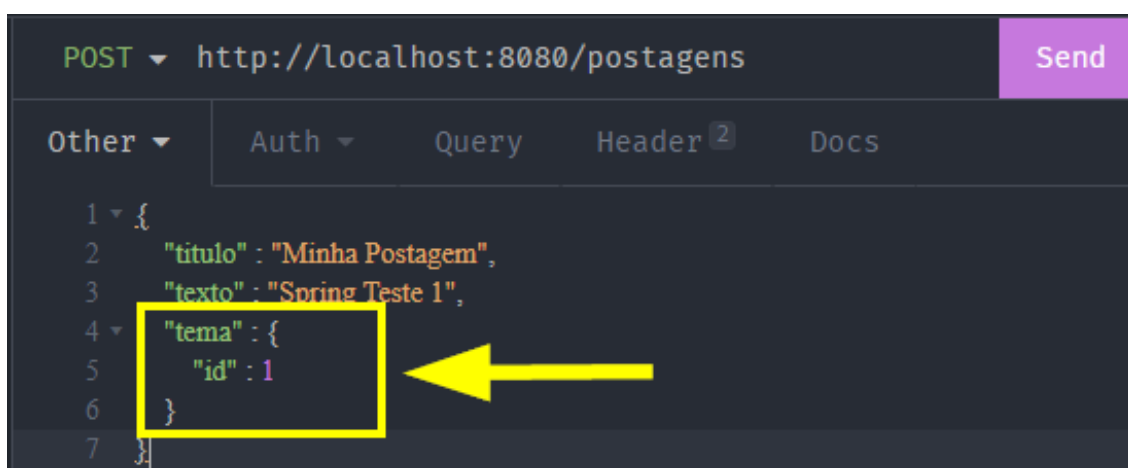 POST http://localhost:8080/postagens Send
Other Auth Query Header 2 Docs
1 {
2 "titulo" : "Minha Postagem",
3 "texto" : "Spring Teste 1",
4 "tema" : {
5 "id" : 1
6 }
7 }